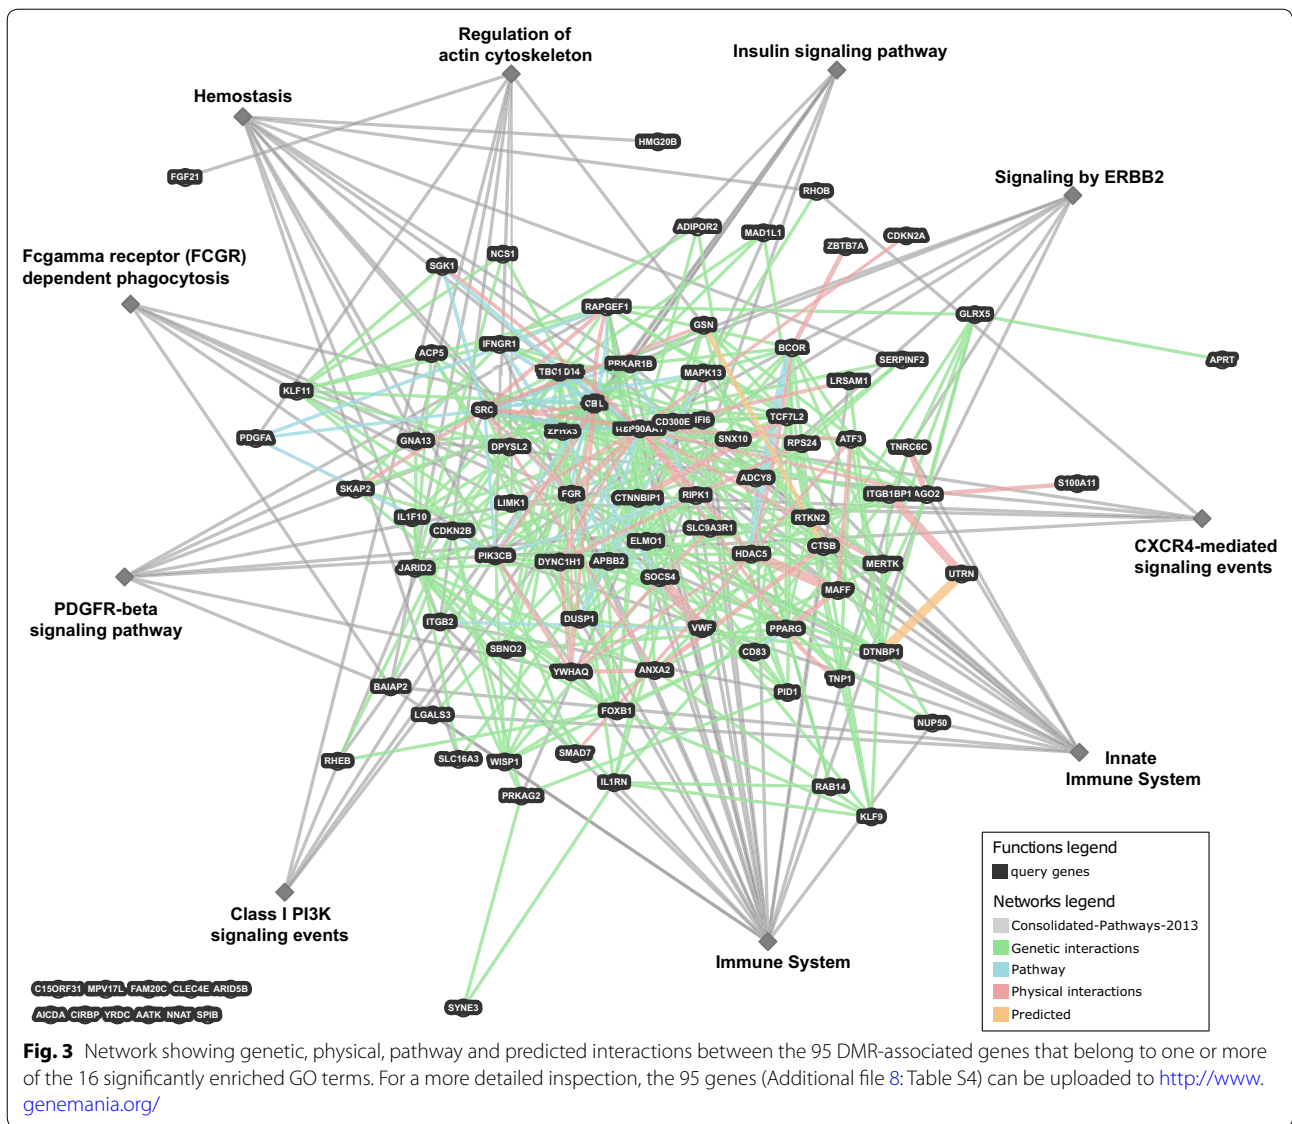 Regulation of
actin cytoskeleton
Insulin signaling pathway
Hemostasis
HMG20B
FGF21
Signaling by ERBB2
RHOB
ADIPOR2
MAD1L1
CDKN2A
ZBTB7A
Fcgamma receptor (FCGR)
dependent phagocytosis
NCS1
SGK1
RAPGEF1
GLRX5
GSN
IFNGR1
BCOR
ACP5
SERPINF2
APRT
PRKAR1B
TBC1D14
MAPK13
LRSAM1
KLF11
CBL
SRC
TCF7L2
CD300E
IFI6
HSP90AA1
ZFHX3
PDGFA
GNA13
DPYSL2
SNX10
RPS24
ATF3
TNRC6C
ADCY8
S100A11
SKAP2
FGR
CTNNBIP1
RIPK1
ITGB1BP1
AGO2
LIMK1
IL1F10
CDKN2B
SLC9A3R1
RTKN2
CXCR4-mediated
signaling events
ELMO1
CTSB
PIK3CB
DYNC1H1
APBB2
HDAC5
MERTK
JARID2
SOCS4
UTRN
MAFF
PDGFR-beta
signaling pathway
ITGB2
DUSP1
VWF
PPARG
SBNO2
CD83
DTNBP1
YWHAQ
ANXA2
TNP1
BAIAP2
PID1
LGALS3
FOXB1
NUP50
RHEB
SLC16A3
WISP1
SMAD7
Innate
Immune System
IL1RN
RAB14
PRKAG2
KLF9
Class I PI3K
signaling events
Immune System
SYNE3
C15ORF31 MPV17L FAM20C CLEC4E ARID5B
AICDA CIRBP YRDC AATK NNAT SPIB
Functions legend
query genes
Networks legend
Consolidated-Pathways-2013
Genetic interactions
Pathway
Physical interactions
Predicted
Fig. 3 Network showing genetic, physical, pathway and predicted interactions between the 95 DMR-associated genes that belong to one or more
of the 16 significantly enriched GO terms. For a more detailed inspection, the 95 genes (Additional file 8: Table S4) can be uploaded to http://www.
genemania.org/